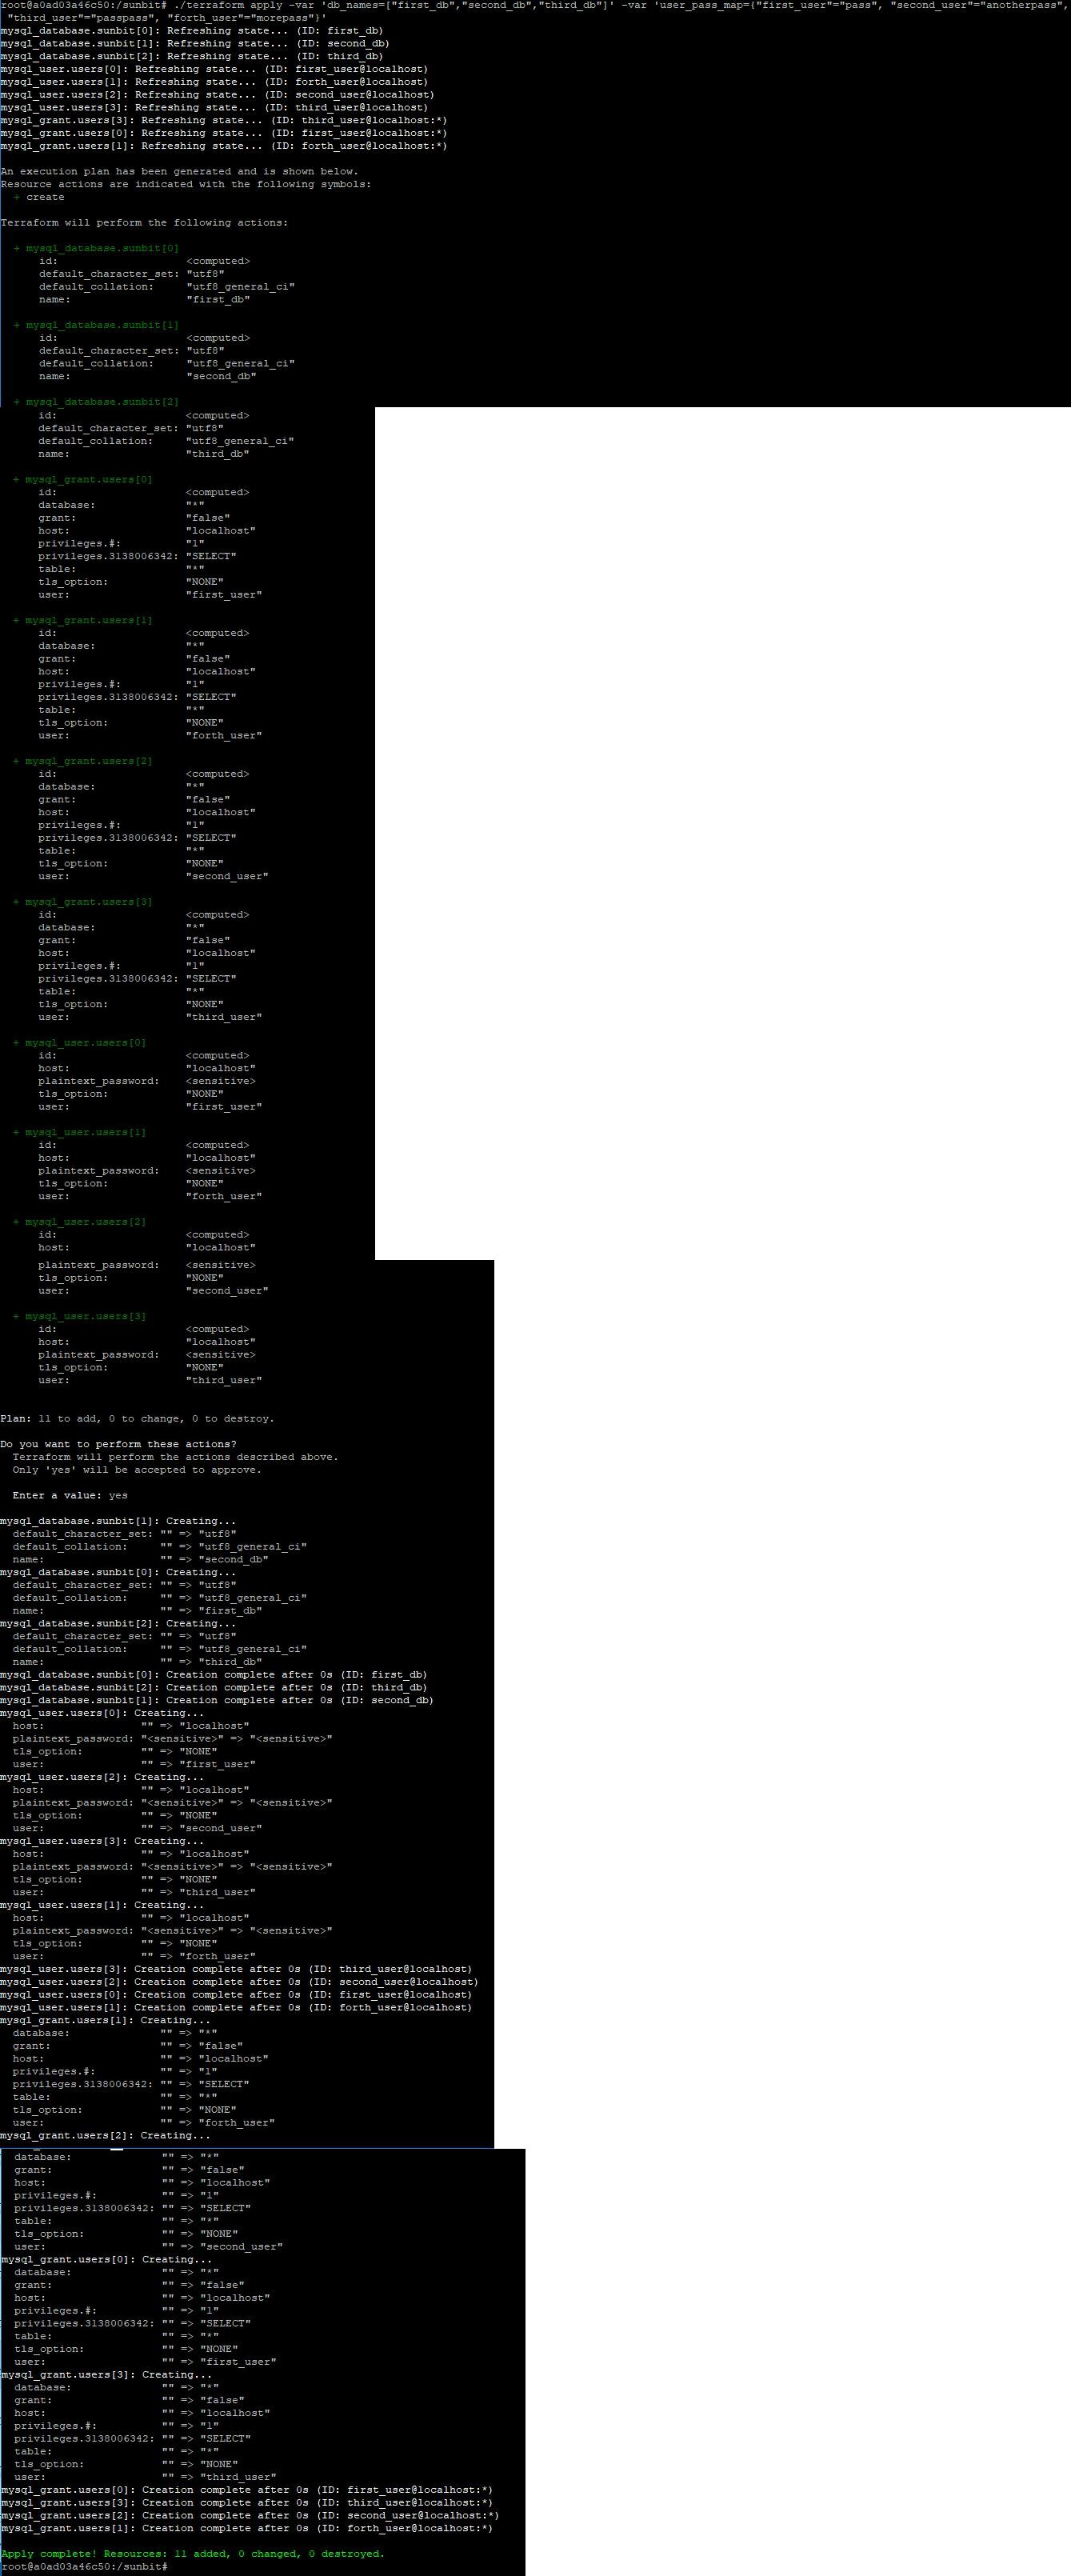 root@a0ad03a46c50:/sunbit# ./terraform apply -var 'db_names=["first_db","second_db","third_db"]' -var 'user_pass_map={"first_user"="pass", "second_user"="anotherpass",
"third_user"="passpass", "forth_user"="morepass"}'
mysql_database.sunbit[0]: Refreshing state... (ID: first_db)
mysql_database.sunbit[1]: Refreshing state... (ID: second_db)
mysql_database.sunbit[2]: Refreshing state... (ID: third_db)
mysql_user.users[0]: Refreshing state... (ID: first_user@localhost)
mysql_user.users[1]: Refreshing state... (ID: forth_user@localhost)
mysql_user.users[2]: Refreshing state... (ID: second_user@localhost)
mysql_user.users[3]: Refreshing state... (ID: third_user@localhost)
mysql_grant.users[3]: Refreshing state... (ID: third_user@localhost:*)
mysql_grant.users[0]: Refreshing state... (ID: first_user@localhost:*)
mysql_grant.users[1]: Refreshing state... (ID: forth_user@localhost:*)
An execution plan has been generated and is shown below.
Resource actions are indicated with the following symbols:
+ create
Terraform will perform the following actions:
+ mysql_database.sunbit[0]
id: <computed>
default_character_set: "utf8"
default_collation: "utf8_general_ci"
name: "first_db"
+ mysql_database.sunbit[1]
id: <computed>
default_character_set: "utf8"
default_collation: "utf8_general_ci"
name: "second_db"
+ mysql_database.sunbit[2]
id: <computed>
default_character_set: "utf8"
default_collation: "utf8_general_ci"
name: "third_db"
+ mysql_grant.users[0]
id: <computed>
database: "*"
grant: "false"
host: "localhost"
privileges.#: "1"
privileges.3138006342: "SELECT"
table: "*"
tls_option: "NONE"
user: "first_user"
+ mysql_grant.users[1]
id: <computed>
database: "*"
grant: "false"
host: "localhost"
privileges.#: "1"
privileges.3138006342: "SELECT"
table: "*"
tls_option: "NONE"
user: "forth_user"
+ mysql_grant.users[2]
id: <computed>
database: "*"
grant: "false"
host: "localhost"
privileges.#: "1"
privileges.3138006342: "SELECT"
table: "*"
tls_option: "NONE"
user: "second_user"
+ mysql_grant.users[3]
id: <computed>
database: "*"
grant: "false"
host: "localhost"
privileges.#: "1"
privileges.3138006342: "SELECT"
table: "*"
tls_option: "NONE"
user: "third_user"
+ mysql_user.users[0]
id: <computed>
host: "localhost"
plaintext_password: <sensitive>
tls_option: "NONE"
user: "first_user"
+ mysql_user.users[1]
id: <computed>
host: "localhost"
plaintext_password: <sensitive>
tls_option: "NONE"
user: "forth_user"
+ mysql_user.users[2]
id: <computed>
host: "localhost"
plaintext_password: <sensitive>
tls_option: "NONE"
user: "second_user"
+ mysql_user.users[3]
id: <computed>
host: "localhost"
plaintext_password: <sensitive>
tls_option: "NONE"
user: "third_user"
Plan: 11 to add, 0 to change, 0 to destroy.
Do you want to perform these actions?
Terraform will perform the actions described above.
Only 'yes' will be accepted to approve.
Enter a value: yes
mysql_database.sunbit[1]: Creating...
default_character_set: "" => "utf8"
default_collation: "" => "utf8_general_ci"
name: "" => "second_db"
mysql_database.sunbit[0]: Creating...
default_character_set: "" => "utf8"
default_collation: "" => "utf8_general_ci"
name: "" => "first_db"
mysql_database.sunbit[2]: Creating...
default_character_set: "" => "utf8"
default_collation: "" => "utf8_general_ci"
name: "" => "third_db"
mysql_database.sunbit[0]: Creation complete after 0s (ID: first_db)
mysql_database.sunbit[2]: Creation complete after 0s (ID: third_db)
mysql_database.sunbit[1]: Creation complete after 0s (ID: second_db)
mysql_user.users[0]: Creating...
host: "" => "localhost"
plaintext_password: "<sensitive>" => "<sensitive>"
tls_option: "" => "NONE"
user: "" => "first_user"
mysql_user.users[2]: Creating...
host: "" => "localhost"
plaintext_password: "<sensitive>" => "<sensitive>"
tls_option: "" => "NONE"
user: "" => "second_user"
mysql_user.users[3]: Creating...
host: "" => "localhost"
plaintext_password: "<sensitive>" => "<sensitive>"
tls_option: "" => "NONE"
user: "" => "third_user"
mysql_user.users[1]: Creating...
host: "" => "localhost"
plaintext_password: "<sensitive>" => "<sensitive>"
tls_option: "" => "NONE"
user: "" => "forth_user"
mysql_user.users[3]: Creation complete after 0s (ID: third_user@localhost)
mysql_user.users[2]: Creation complete after 0s (ID: second_user@localhost)
mysql_user.users[0]: Creation complete after 0s (ID: first_user@localhost)
mysql_user.users[1]: Creation complete after 0s (ID: forth_user@localhost)
mysql_grant.users[1]: Creating...
database: "" => "*"
grant: "" => "false"
host: "" => "localhost"
privileges.#: "" => "1"
privileges.3138006342: "" => "SELECT"
table: "" => "*"
tls_option: "" => "NONE"
user: "" => "forth_user"
mysql_grant.users[2]: Creating...
database: "" => "*"
grant: "" => "false"
host: "" => "localhost"
privileges.#: "" => "1"
privileges.3138006342: "" => "SELECT"
table: "" => "*"
tls_option: "" => "NONE"
user: "" => "second_user"
mysql_grant.users[0]: Creating...
database: "" => "*"
grant: "" => "false"
host: "" => "localhost"
privileges.#: "" => "1"
privileges.3138006342: "" => "SELECT"
table: "" => "*"
tls_option: "" => "NONE"
user: "" => "first_user"
mysql_grant.users[3]: Creating...
database: "" => "*"
grant: "" => "false"
host: "" => "localhost"
privileges.#: "" => "1"
privileges.3138006342: "" => "SELECT"
table: "" => "*"
tls_option: "" => "NONE"
user: "" => "third_user"
mysql_grant.users[0]: Creation complete after 0s (ID: first_user@localhost:*)
mysql_grant.users[3]: Creation complete after 0s (ID: third_user@localhost:*)
mysql_grant.users[2]: Creation complete after 0s (ID: second_user@localhost:*)
mysql_grant.users[1]: Creation complete after 0s (ID: forth_user@localhost:*)
Apply complete! Resources: 11 added, 0 changed, 0 destroyed.
root@a0ad03a46c50:/sunbit#